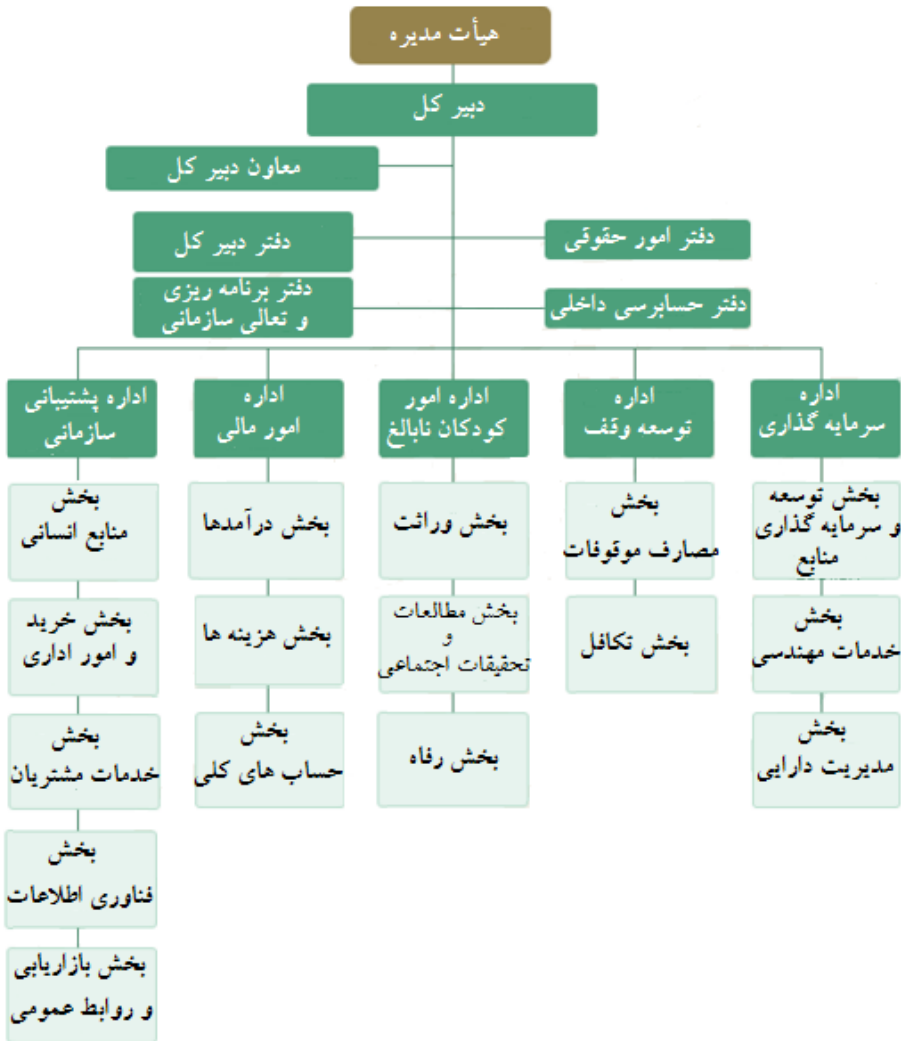 هیأت مدیره
دبیر کل
معاون دبیر کل
دفتر امور حقوقی
دفتر دبیر کل
دفتر حسابرسی داخلی
دفتر برنامه ریزی
و تعالی سازمانی
اداره
سرمایه گذاری
بخش توسعه
و سرمایه گذاری
منابع
بخش
خدمات مهندسی
بخش
مدیریت دارایی
اداره
توسعه وقف
بخش
مصارف موقوفات
بخش تکافل
اداره امور
کودکان نابالغ
بخش وراثت
بخش مطالعات
و
تحقیقات اجتماعی
بخش رفاه
اداره
امور مالی
بخش درآمدها
بخش هزینه ها
بخش
حساب های کلی
اداره پشتیبانی
سازمانی
بخش
منابع انسانی
بخش خرید
و امور اداری
بخش
خدمات مشتریان
بخش
فناوری اطلاعات
بخش بازاریابی
و روابط عمومی